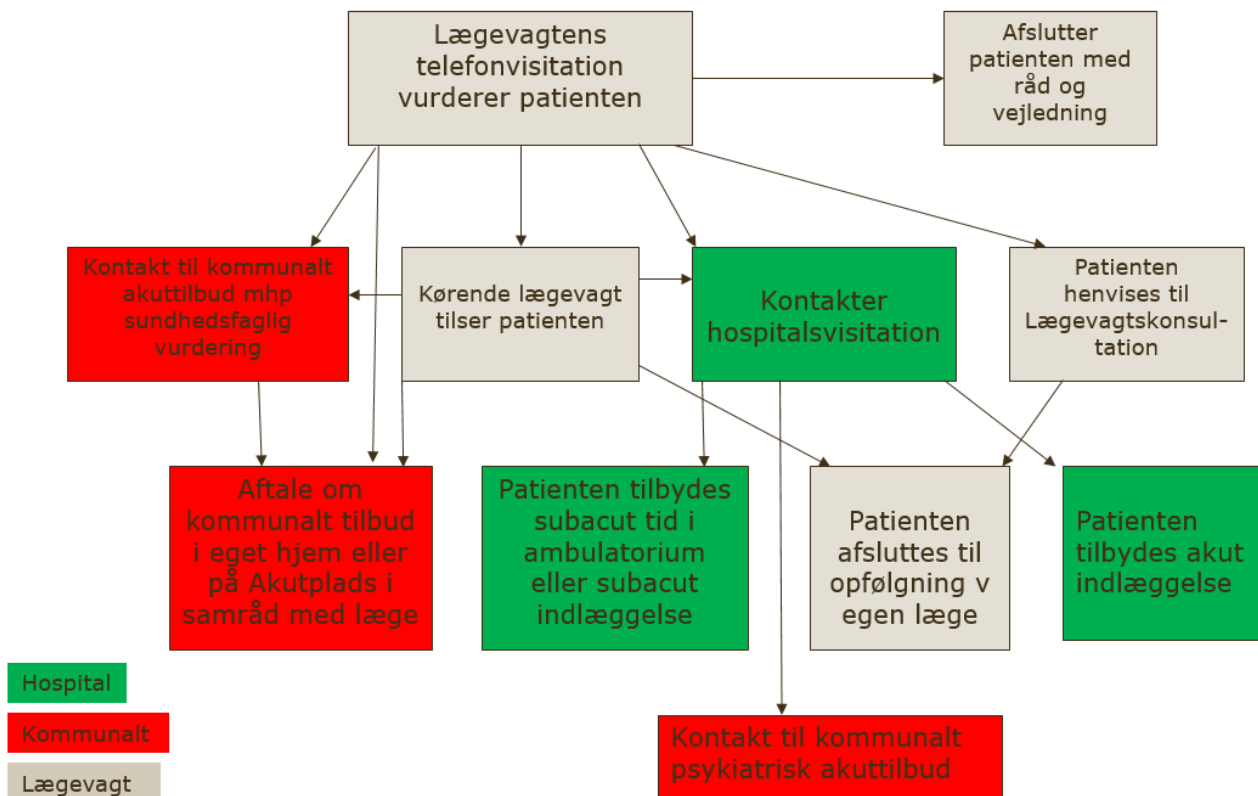 Lægevagtens
telefonvisitation
vurderer patienten
Afslutter
patienten med
råd og
vejledning
Kontakt til kommunalt
akuttilbud mhp
sundhedsfaglig
vurdering
Kørende lægevagt
tilser patienten
Kontakter
hospitalsvisitation
Patienten
henvises til
Lægevagtskonsul-
tation
Aftale om
kommunalt tilbud
i eget hjem eller
på Akutplads i
samråd med læge
Patienten tilbydes
subacut tid i
ambulatorium
eller subacut
indlæggelse
Patienten
afsluttes til
opfølgning v
egen læge
Patienten
tilbydes akut
indlæggelse
Hospital
Kommunalt
Lægevagt
Kontakt til kommunalt
psykiatrisk akuttilbud